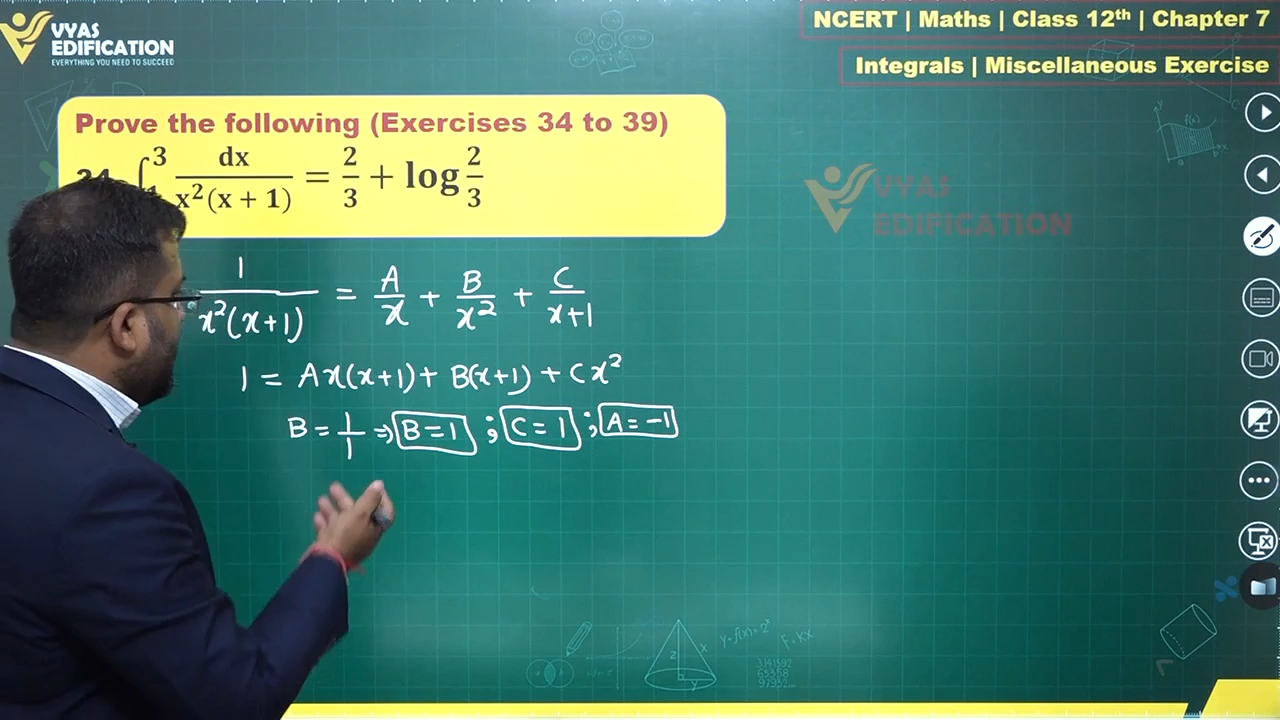 VYAS
EDIFICATION
EVERYTHING YOU NEED TO SUCCEED
NCERT | Maths | Class 12th | Chapter 7
Integrals | Miscellaneous Exercise
Prove the following (Exercises 34 to 39)
∫ 3 dx/x²(x + 1) = 2/3 + log 2/3
VYAS
EDIFICATION
1/x²(x+1) = A/x + B/x² + C/x+1
1 = Ax(x+1) + B(x+1) + Cx²
B = 1/1 ⇒ B = 1 ; C = 1 ; A = -1